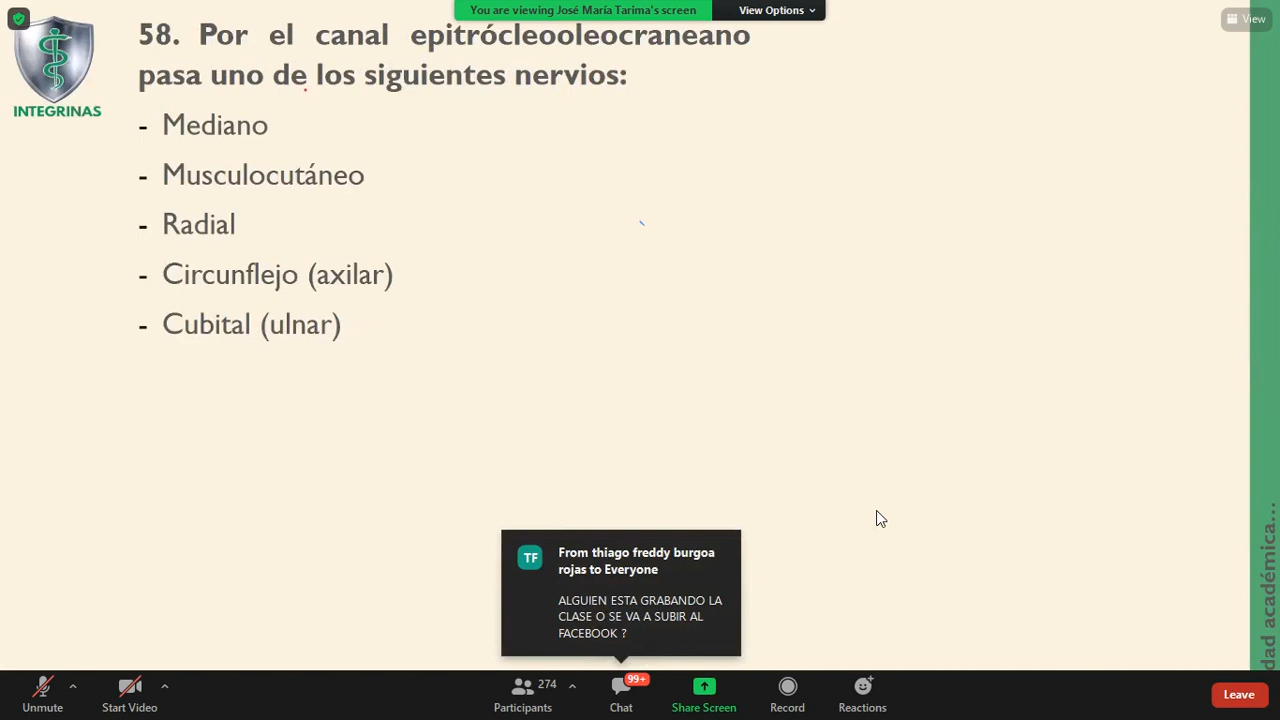 You are viewing José María Tarima's screen
View Options
View
INTEGRINAS
58. Por el canal epitrócleooleocraneano
pasa uno de los siguientes nervios:
- Mediano
- Musculocutáneo
- Radial
- Circunflejo (axilar)
- Cubital (ulnar)
dad académica...
TF
From thiago freddy burgoa
rojas to Everyone
ALGUIEN ESTA GRABANDO LA
CLASE O SE VA A SUBIR AL
FACEBOOK ?
Unmute
Start Video
274
Participants
99+
Chat
Share Screen
Record
Reactions
Leave